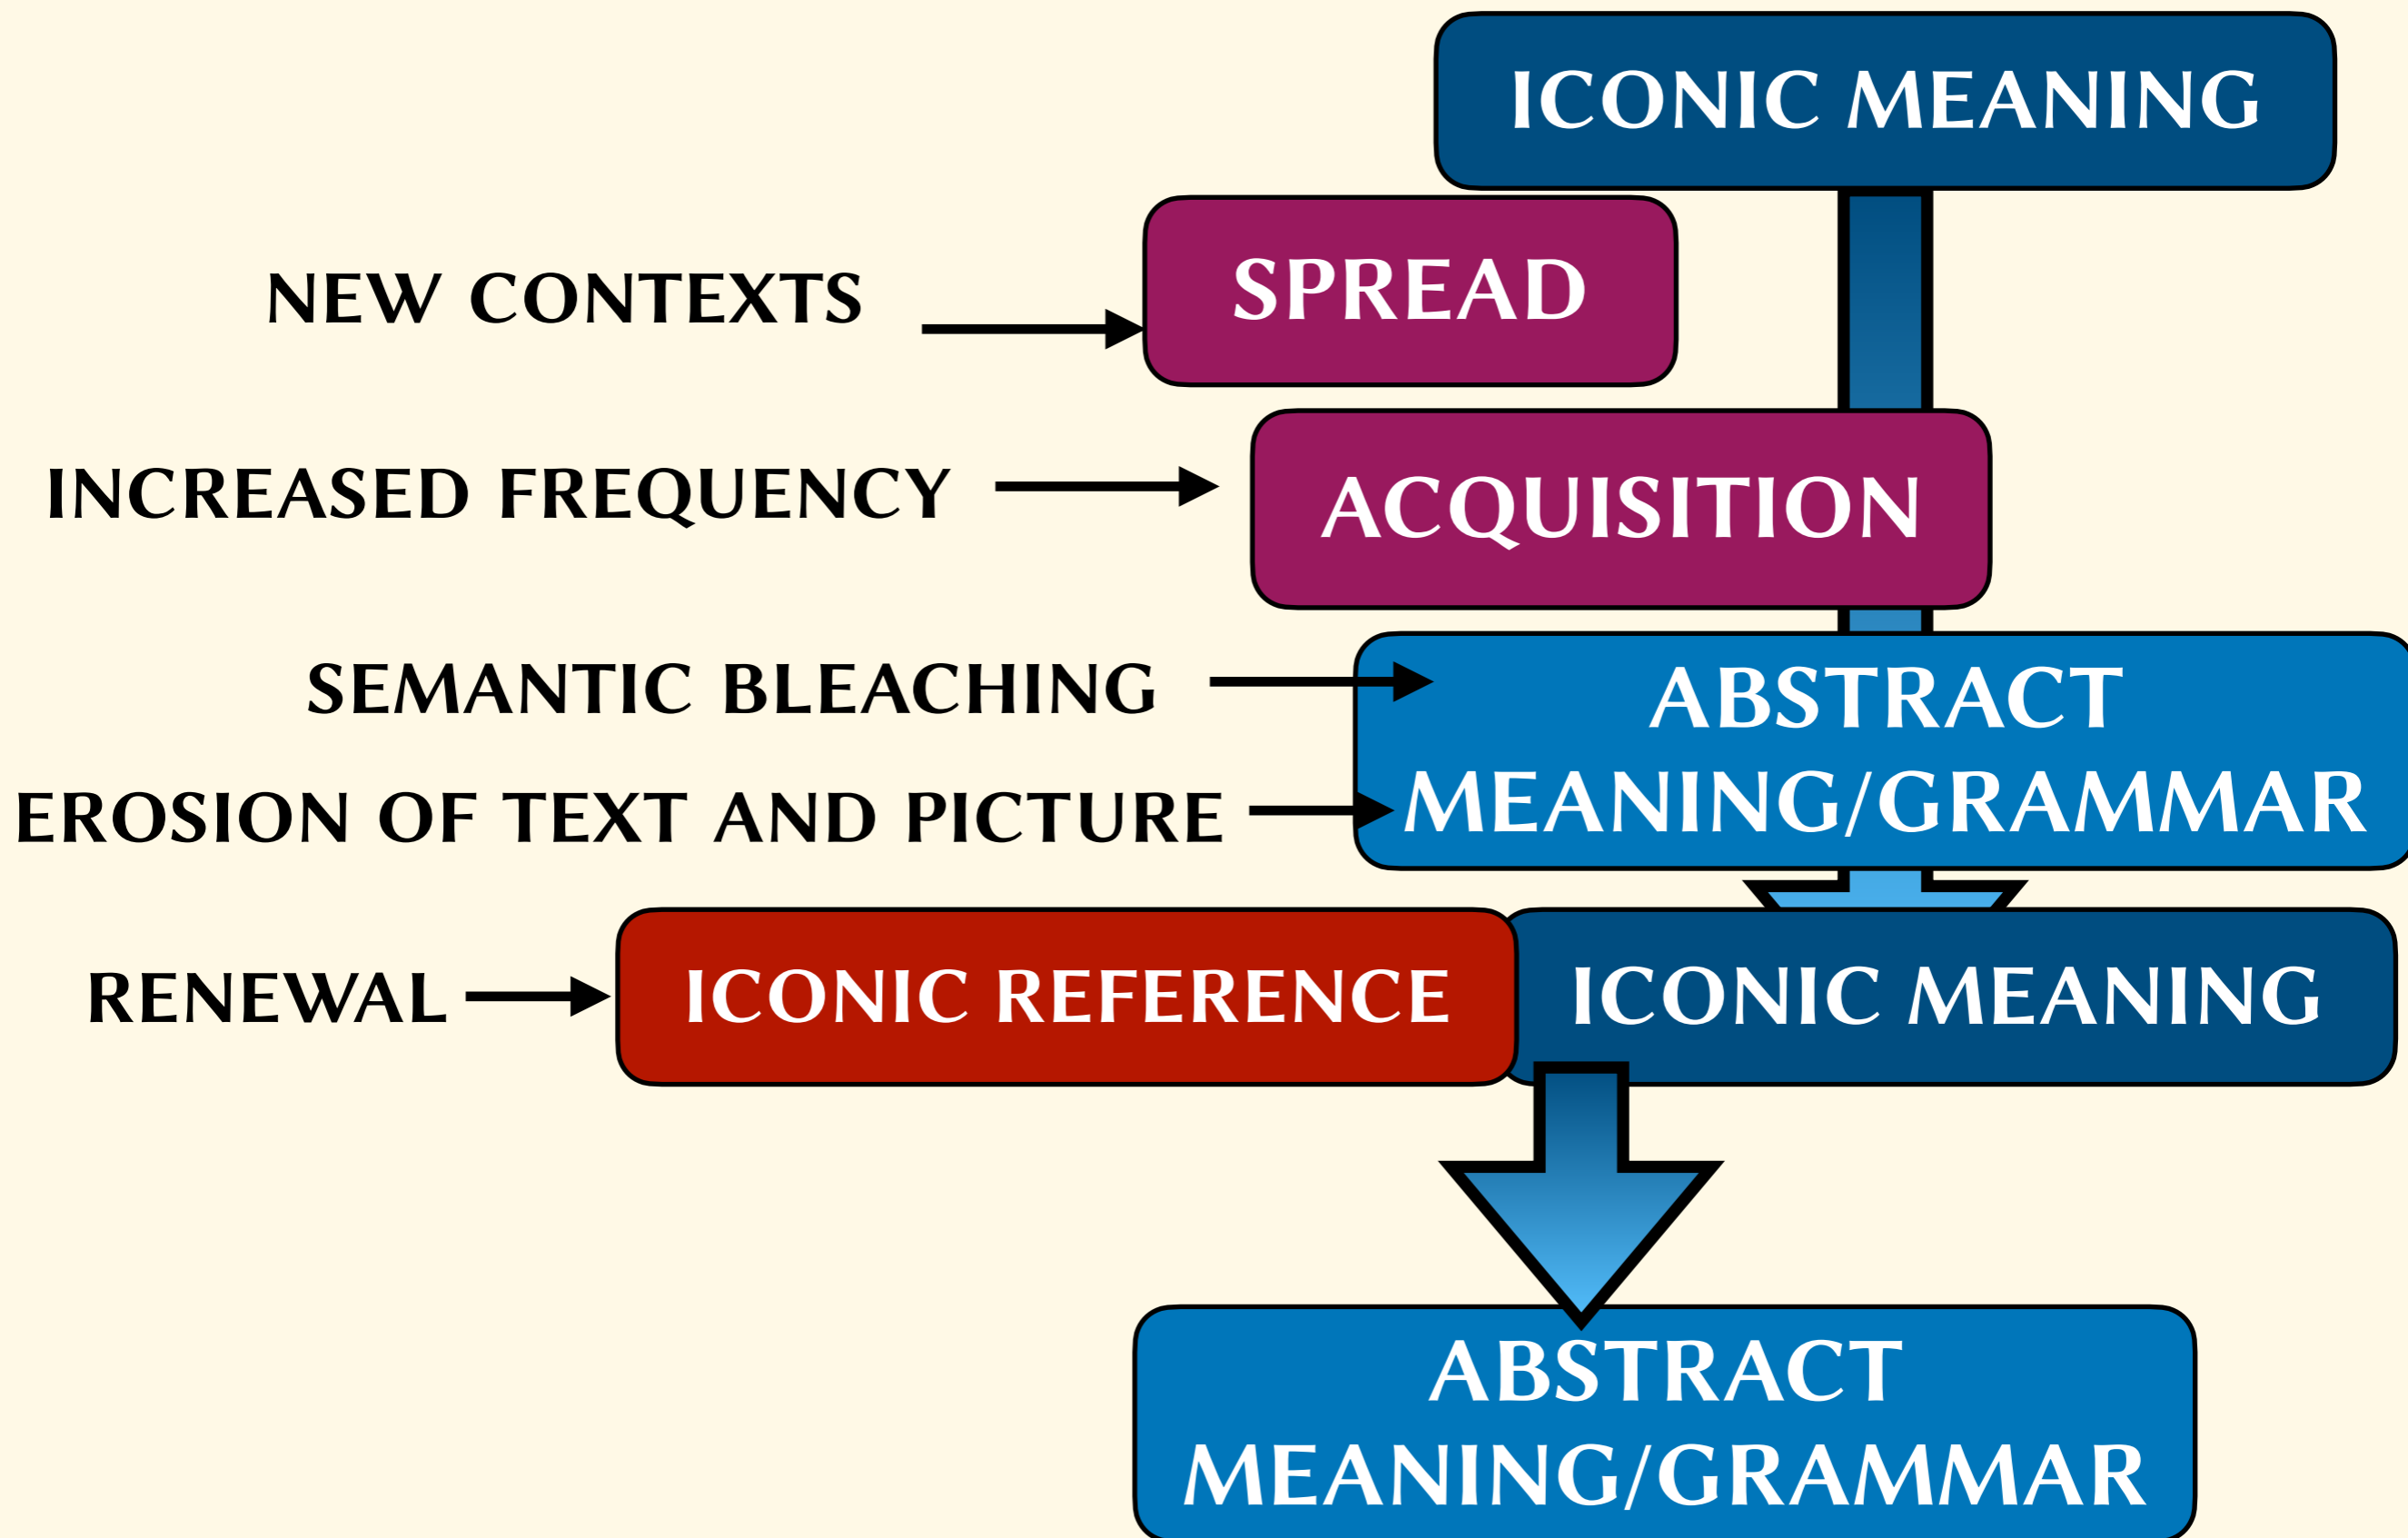 ICONIC MEANING
NEW CONTEXTS
SPREAD
INCREASED FREQUENCY
ACQUISITION
SEMANTIC BLEACHING
EROSION OF TEXT AND PICTURE
ABSTRACT
MEANING/GRAMMAR
RENEWAL
ICONIC REFERENCE
ICONIC MEANING
ABSTRACT
MEANING/GRAMMAR